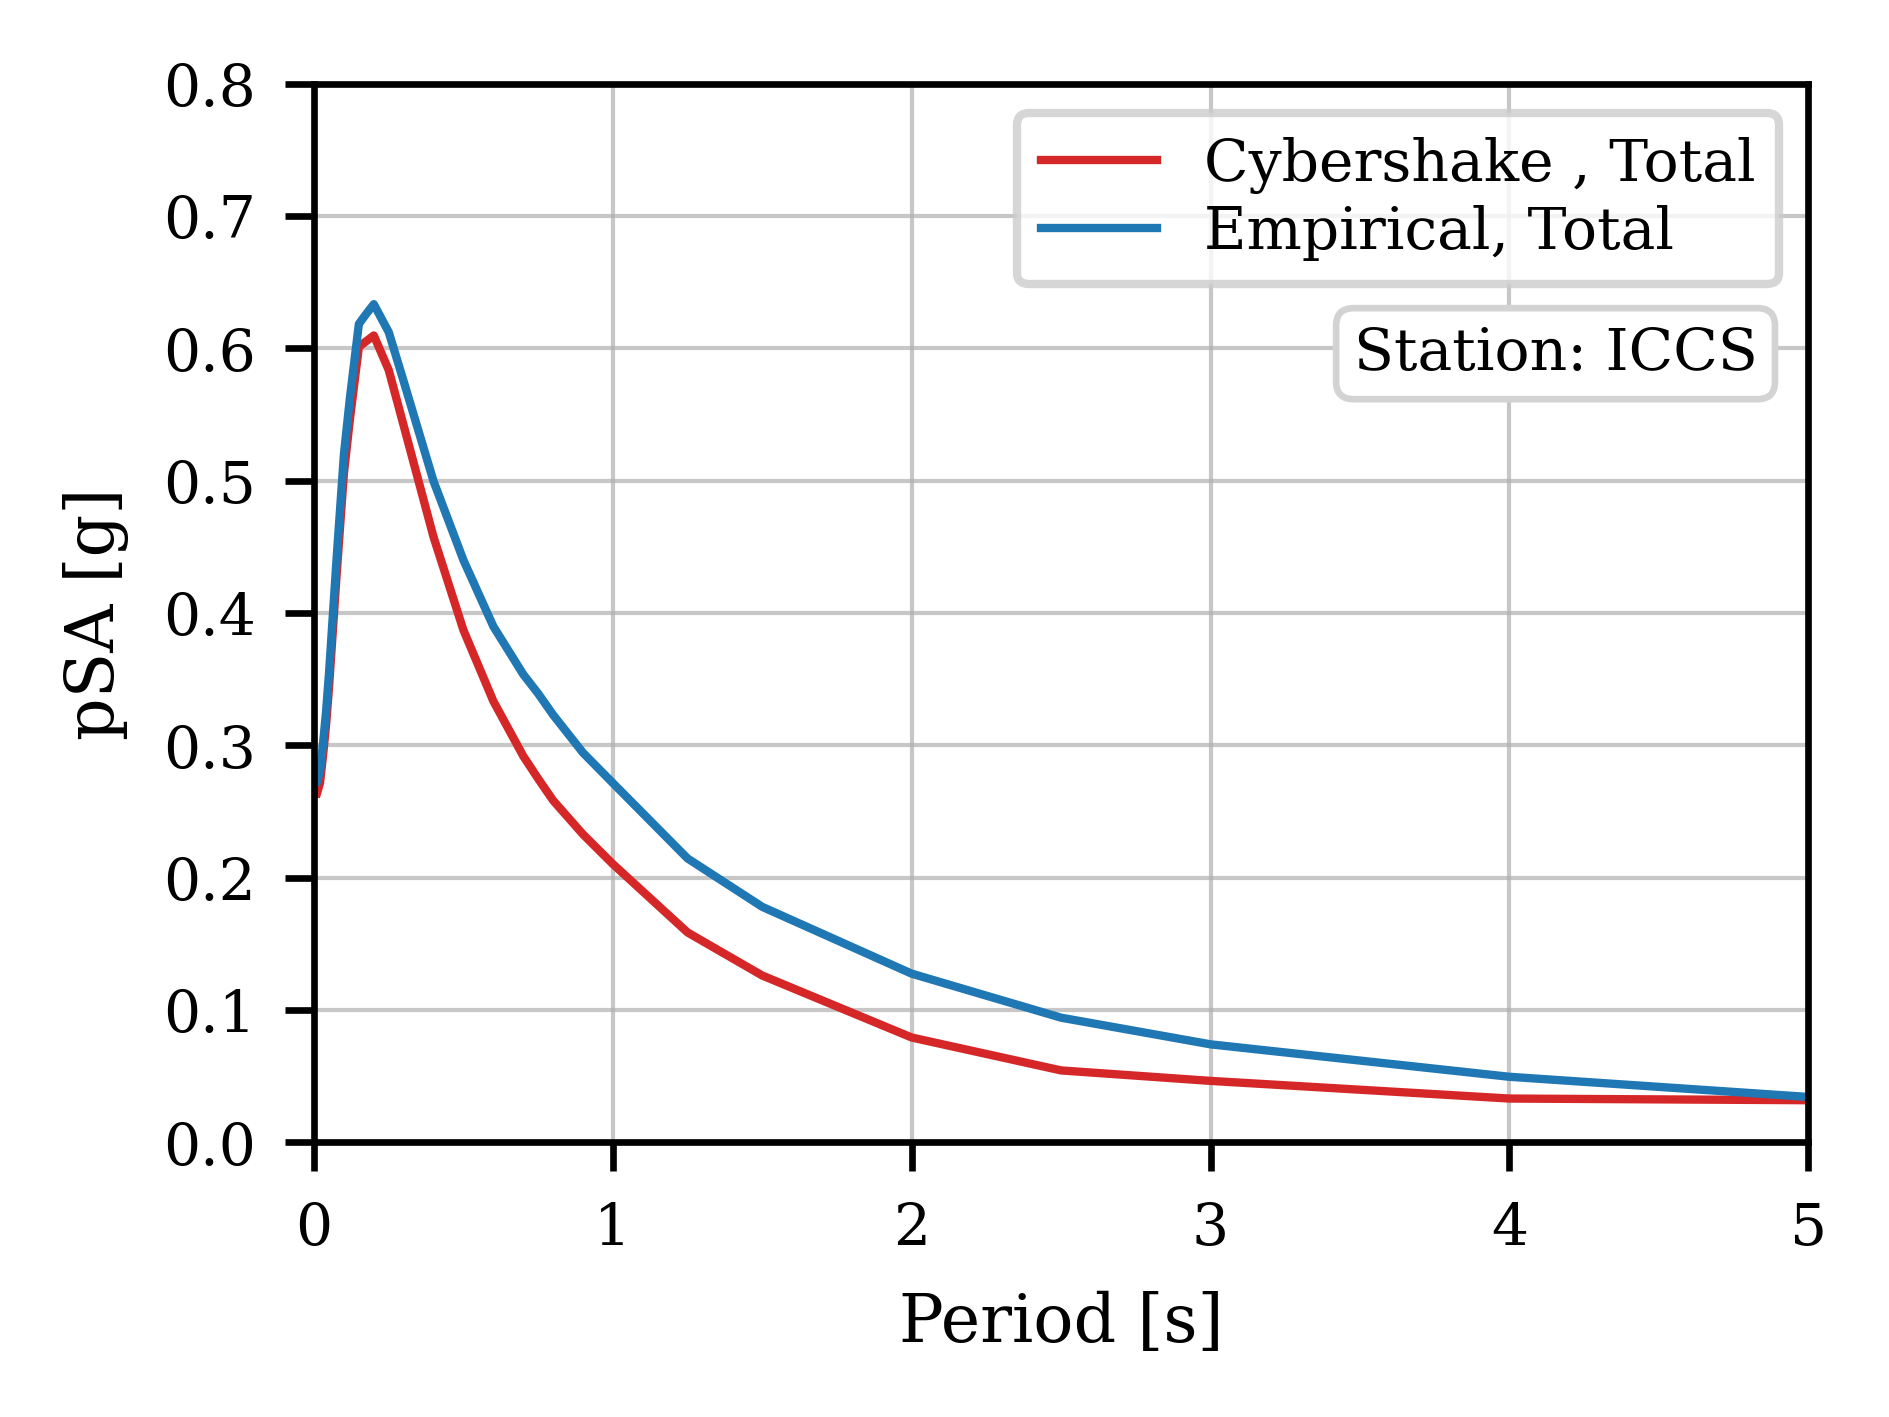 0.8
0.7
0.6
0.5
0.4
0.3
0.2
0.1
0.0
pSA [g]
Cybershake , Total
Empirical, Total
Station: ICCS
0 1 2 3 4 5
Period [s]